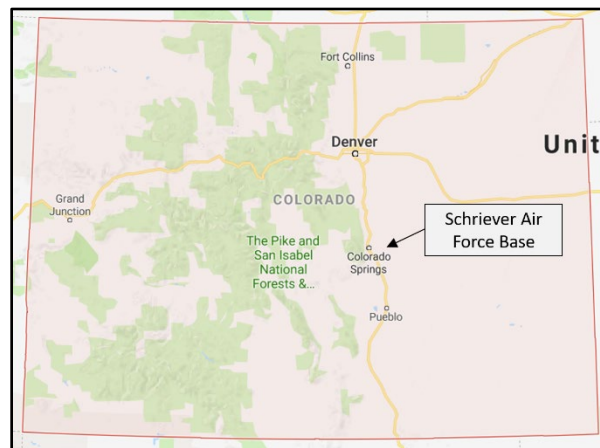 Fort Collins
Denver
Unit
Grand
Junction
COLORADO
Schriever Air
Force Base
The Pike and
San Isabel
National
Forests &...
Colorado
Springs
Pueblo